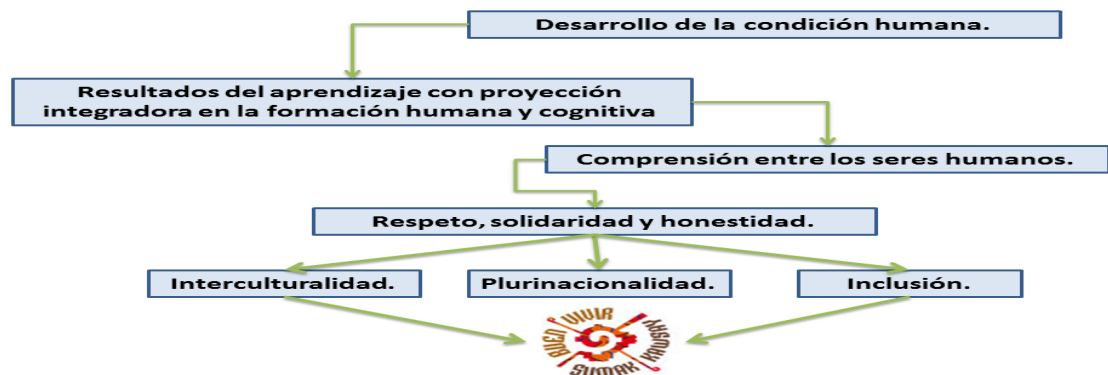 Desarrollo de la condición humana.
Resultados del aprendizaje con proyección
integradora en la formación humana y cognitiva
Comprensión entre los seres humanos.
Respeto, solidaridad y honestidad.
Interculturalidad.
Plurinacionalidad.
Inclusión.
BUEN VIVIR
SUMAK KAWSAY